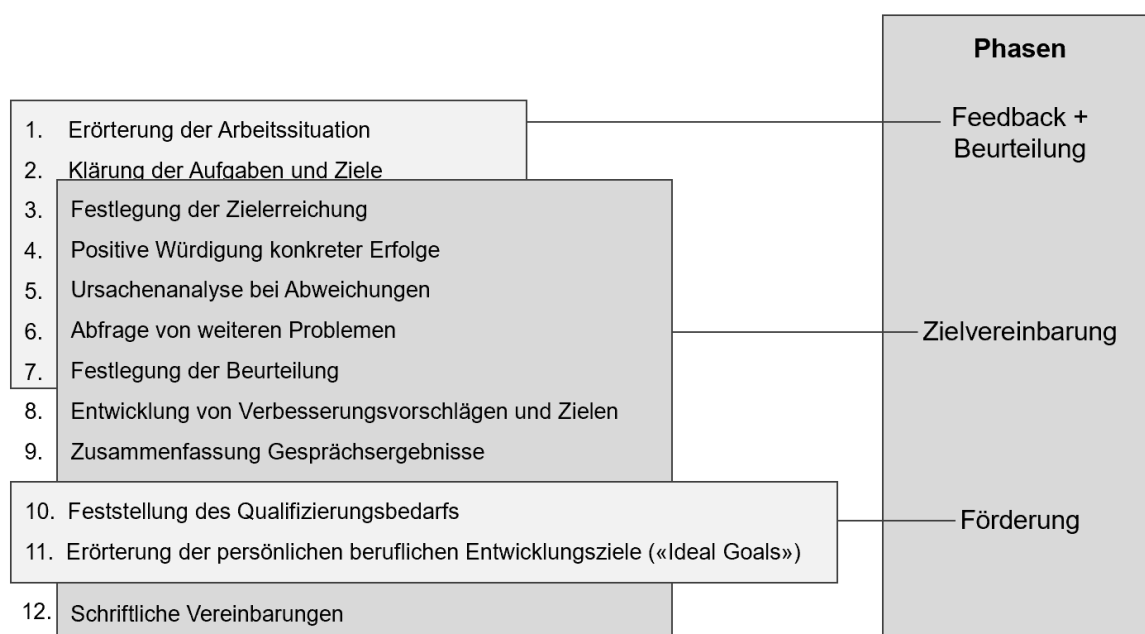 Phasen
Feedback +
Beurteilung
1. Erörterung der Arbeitssituation
2. Klärung der Aufgaben und Ziele
3. Festlegung der Zielerreichung
4. Positive Würdigung konkreter Erfolge
5. Ursachenanalyse bei Abweichungen
6. Abfrage von weiteren Problemen
Zielvereinbarung
7. Festlegung der Beurteilung
8. Entwicklung von Verbesserungsvorschlägen und Zielen
9. Zusammenfassung Gesprächsergebnisse
10. Feststellung des Qualifizierungsbedarfs
Förderung
11. Erörterung der persönlichen beruflichen Entwicklungsziele («Ideal Goals»)
12. Schriftliche Vereinbarungen